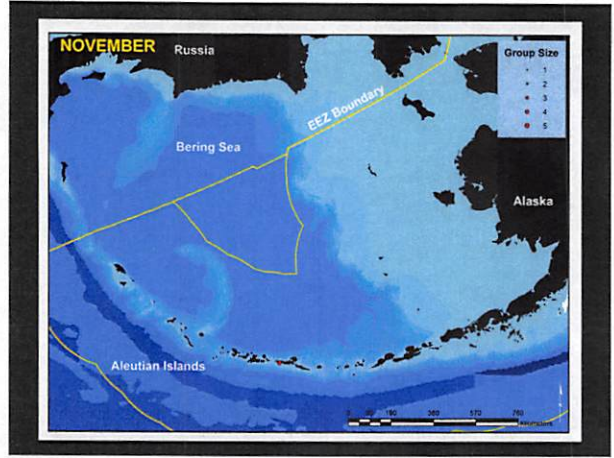 NOVEMBER
Russia
Group Size
1
2
3
4
5
EEZ Boundary
Bering Sea
Alaska
Aleutian Islands
190
380
570
760